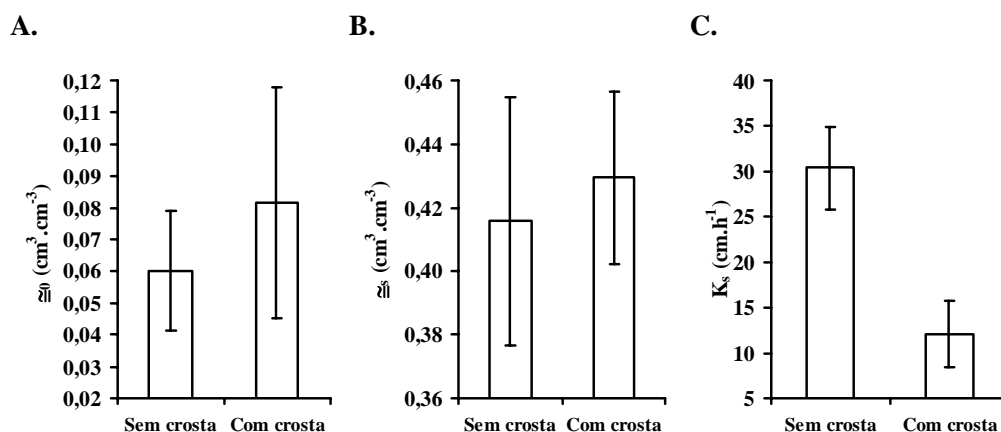 A.
0,12
0,11
0,10
0,09
0,08
0,07
0,06
0,05
0,04
0,03
0,02
≅0 (cm³.cm⁻³)
Sem crosta Com crosta
B.
0,46
0,44
0,42
0,40
0,38
0,36
≅s (cm³.cm⁻³)
Sem crosta Com crosta
C.
40
35
30
25
20
15
10
5
Kₛ (cm.h⁻¹)
Sem crosta Com crosta